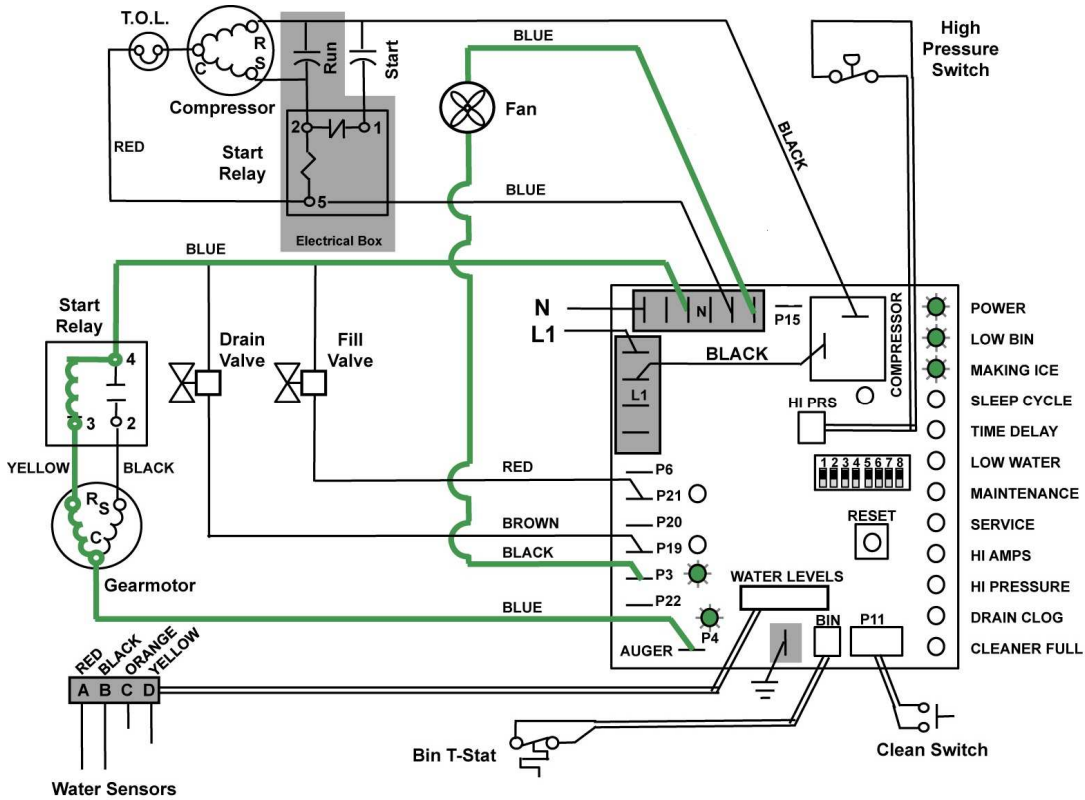 T.O.L.
R
S
C
Compressor
Run
Start
RED
2
1
Start
Relay
5
Electrical Box
BLUE
Fan
BLUE
BLACK
High
Pressure
Switch
BLUE
Start
Relay
4
3
2
YELLOW
BLACK
R
S
C
Gearmotor
Drain
Valve
Fill
Valve
N
L1
N
P15
L1
BLACK
COMPRESSOR
HI PRS
1 2 3 4 5 6 7 8
RESET
RED
BROWN
BLACK
BLUE
P6
P21
P20
P19
P3
P22
P4
AUGER
WATER LEVELS
BIN
P11
POWER
LOW BIN
MAKING ICE
SLEEP CYCLE
TIME DELAY
LOW WATER
MAINTENANCE
SERVICE
HI AMPS
HI PRESSURE
DRAIN CLOG
CLEANER FULL
RED
BLACK
ORANGE
YELLOW
A B C D
Water Sensors
Bin T-Stat
Clean Switch